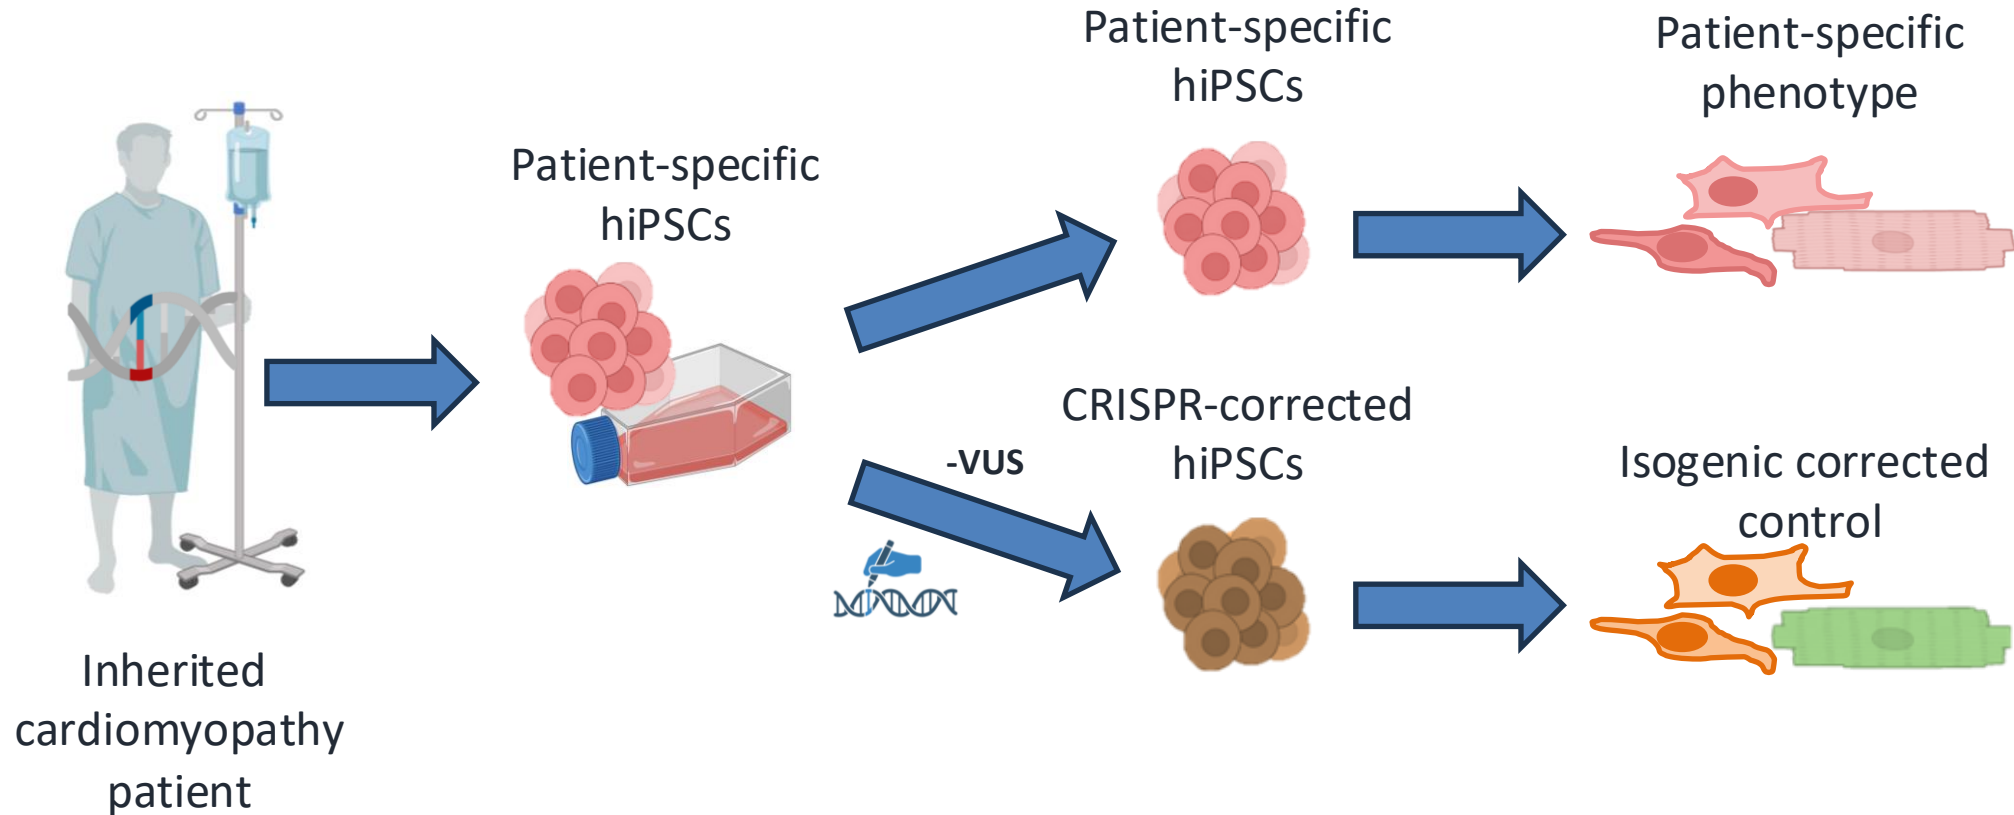 Inherited
cardiomyopathy
patient
Patient-specific
hiPSCs
Patient-specific
hiPSCs
Patient-specific
phenotype
-VUS
CRISPR-corrected
hiPSCs
Isogenic corrected
control